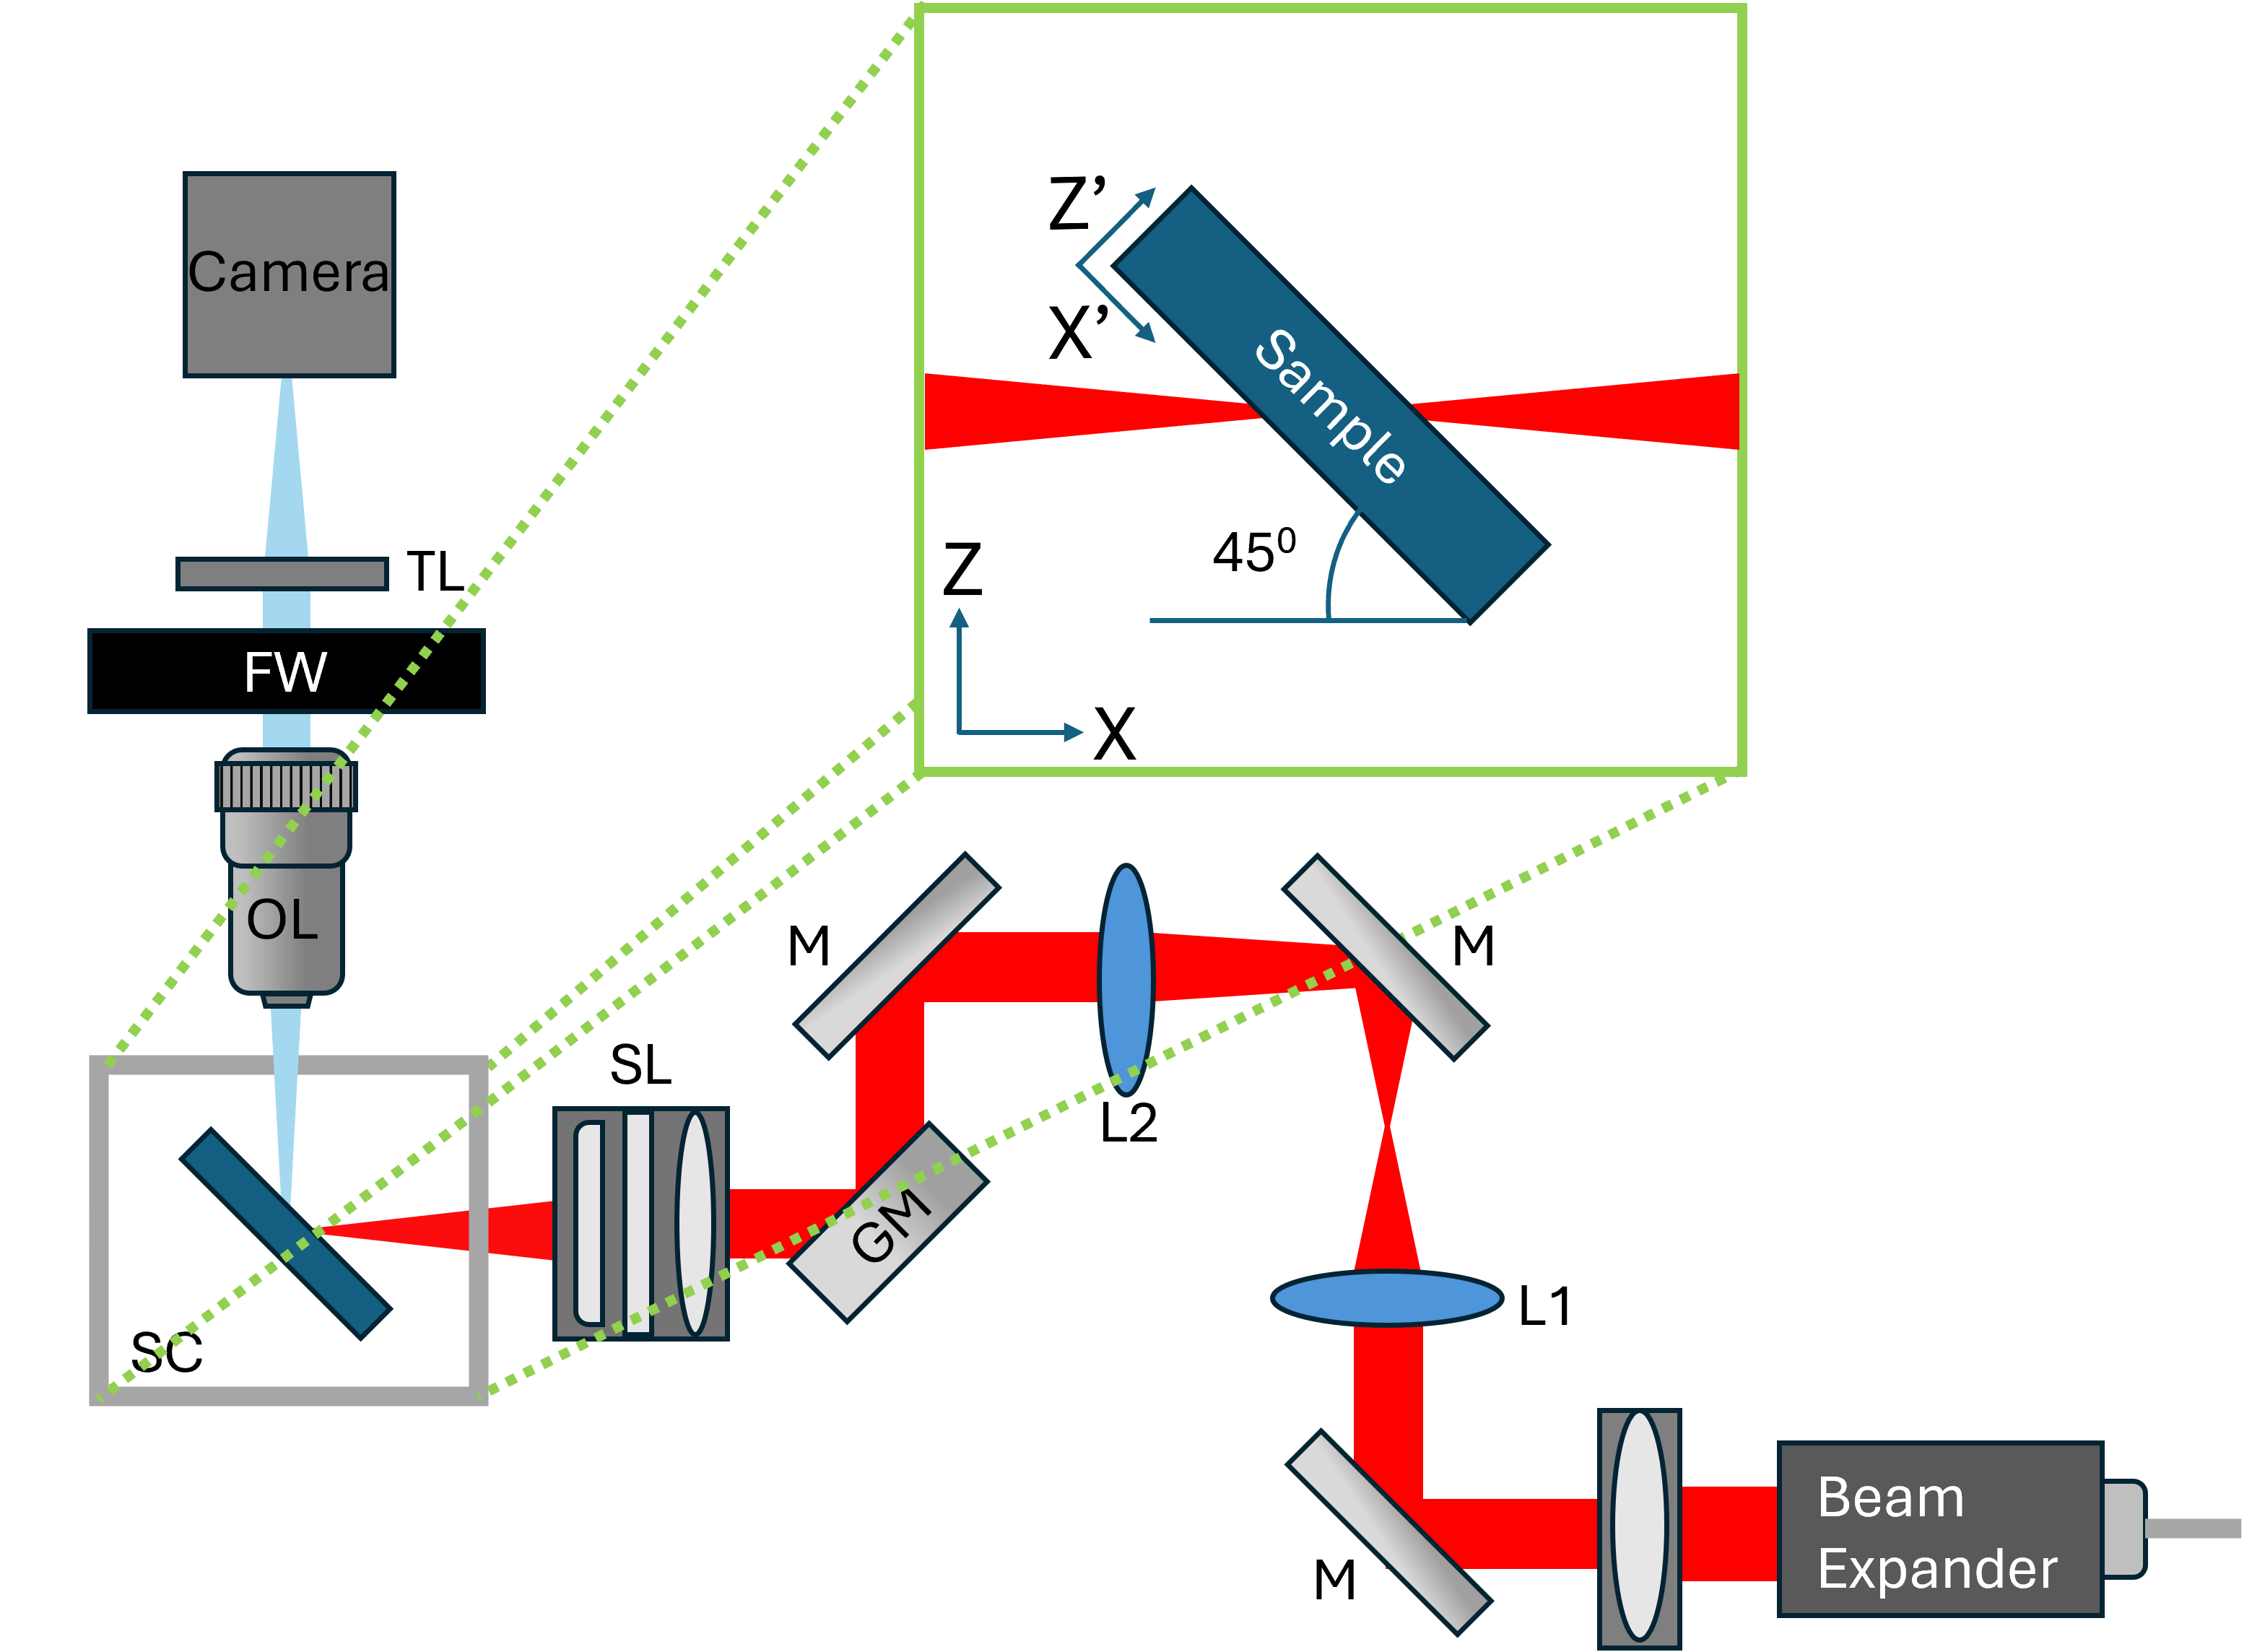 Camera
TL
FW
OL
SC
SL
M
GM
L2
M
L1
M
Beam
Expander
Z’
X’
Sample
45⁰
Z
X